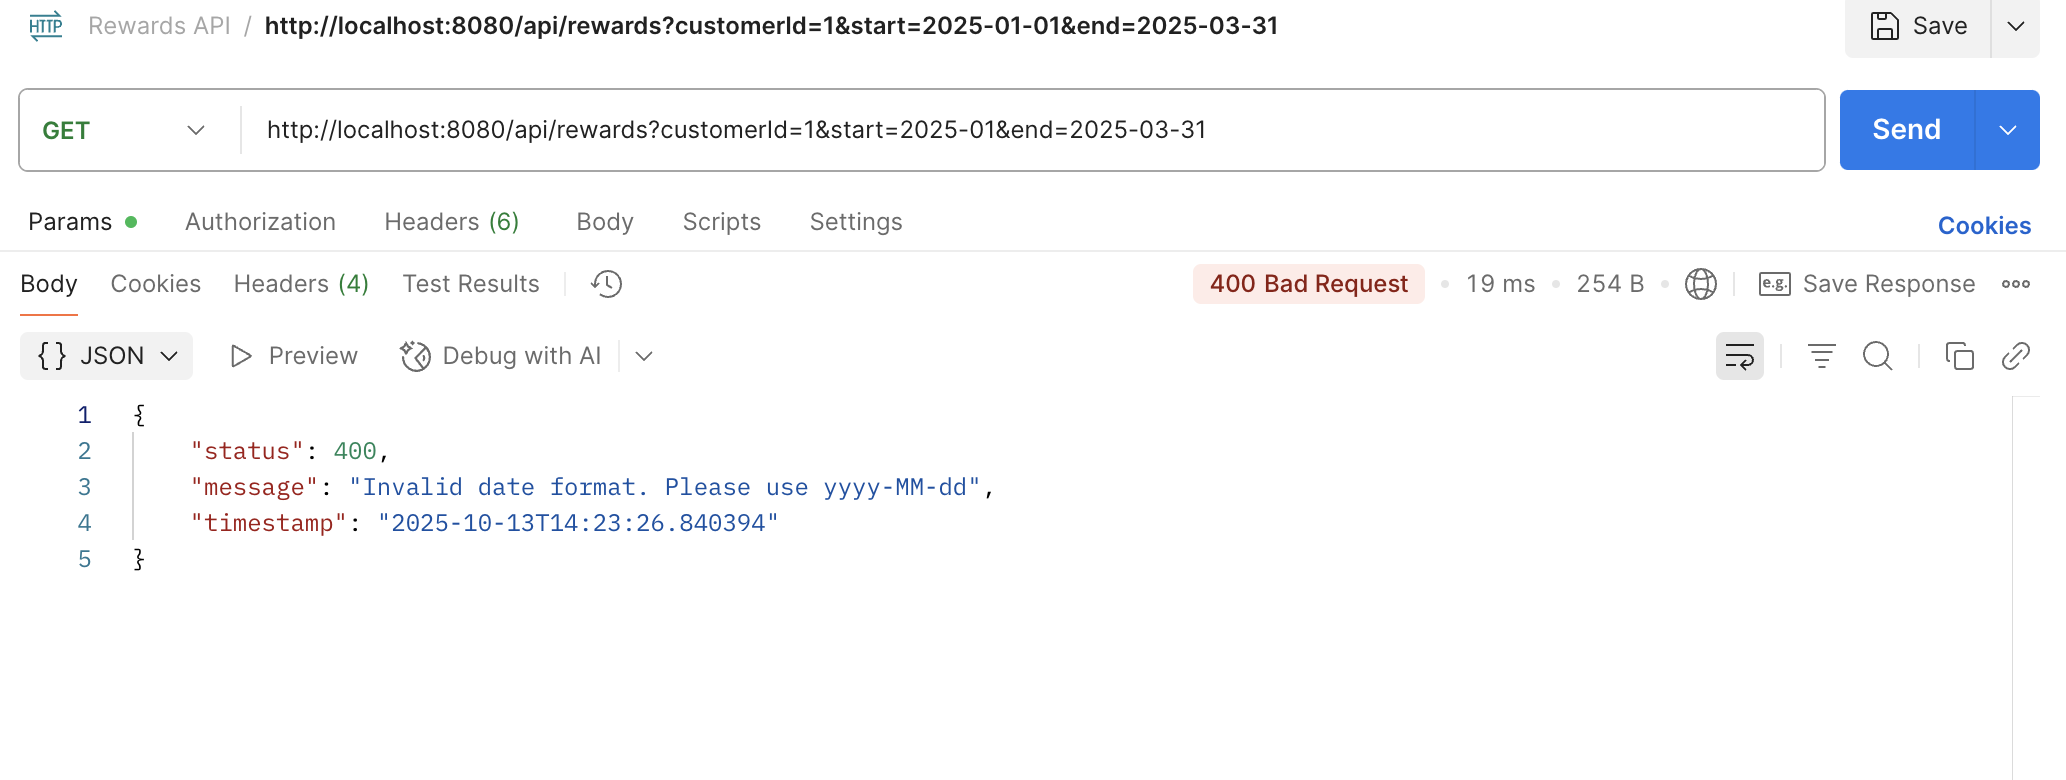 HTTP Rewards API / http://localhost:8080/api/rewards?customerId=1&start=2025-01-01&end=2025-03-31 Save
GET http://localhost:8080/api/rewards?customerId=1&start=2025-01&end=2025-03-31 Send
Params Authorization Headers (6) Body Scripts Settings Cookies
Body Cookies Headers (4) Test Results 400 Bad Request • 19 ms • 254 B • e.g. Save Response
{} JSON Preview Debug with AI
1 {
2 "status": 400,
3 "message": "Invalid date format. Please use yyyy-MM-dd",
4 "timestamp": "2025-10-13T14:23:26.840394"
5 }